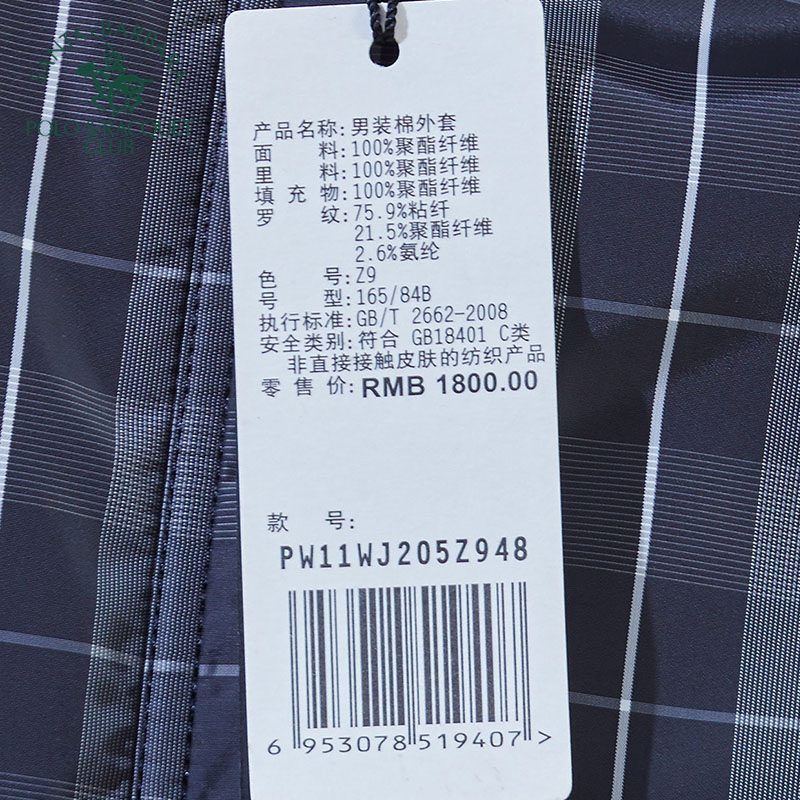 SANTA BARBARA
POLO & RACQUET
CLUB
产品名称:男装棉外套
面 料:100%聚酯纤维
里 料:100%聚酯纤维
填 充 物:100%聚酯纤维
罗 纹:75.9%粘纤
21.5%聚酯纤维
2.6%氨纶
色 号:Z9
号 型:165/84B
执行标准:GB/T 2662-2008
安全类别:符合 GB18401 C类
非直接接触皮肤的纺织产品
零 售 价:RMB 1800.00
款 号:
PW11WJ205Z948
6 953078 519407 >